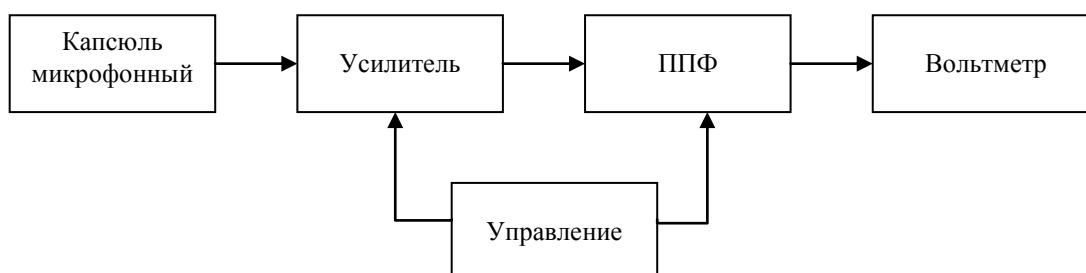 Капсюль
микрофонный
Усилитель
ППФ
Вольтметр
Управление